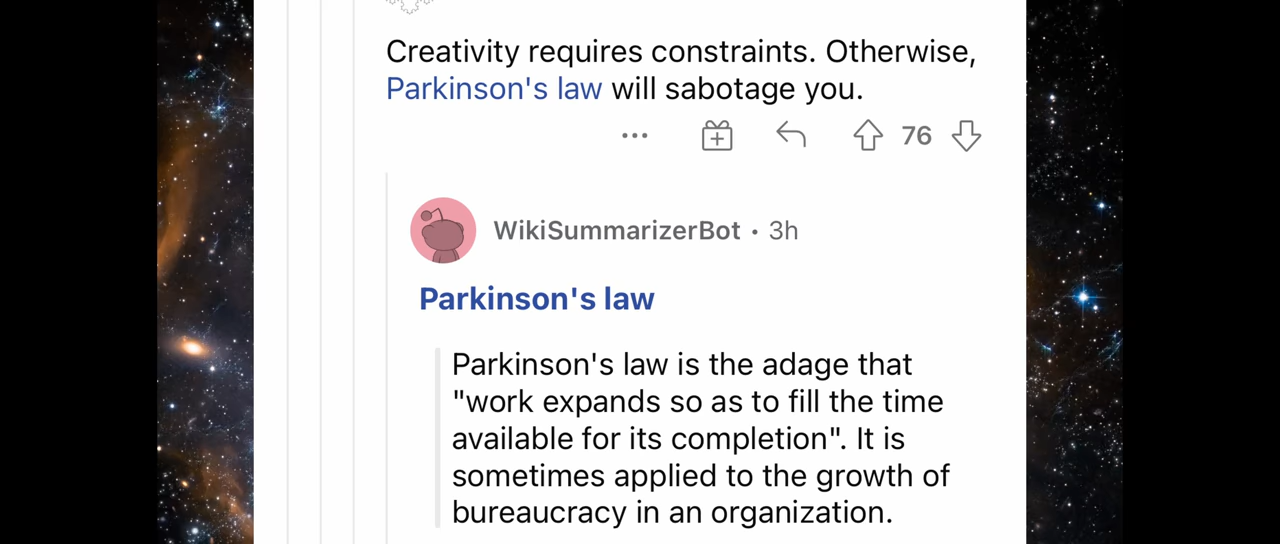 Creativity requires constraints. Otherwise,
Parkinson's law will sabotage you.
76
WikiSummarizerBot • 3h
Parkinson's law
Parkinson's law is the adage that
"work expands so as to fill the time
available for its completion". It is
sometimes applied to the growth of
bureaucracy in an organization.